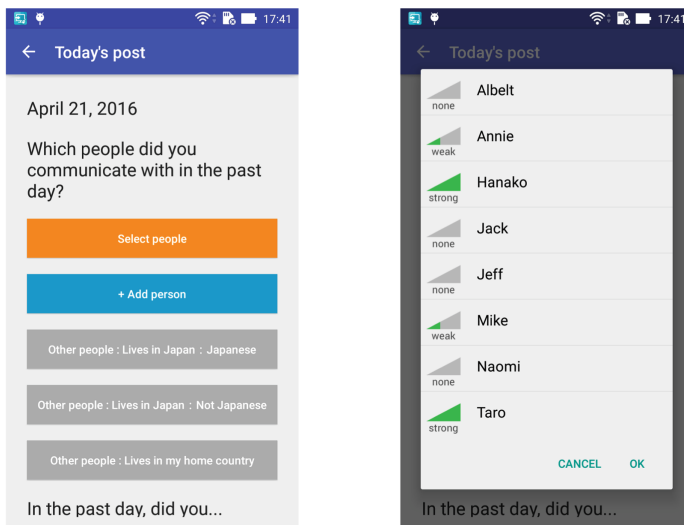 17:41
Today's post
April 21, 2016
Which people did you
communicate with in the past
day?
Select people
+ Add person
Other people : Lives in Japan : Japanese
Other people : Lives in Japan : Not Japanese
Other people : Lives in my home country
In the past day, did you...
17:41
Today's post
Albelt
none
Annie
weak
Hanako
strong
Jack
none
Jeff
none
Mike
weak
Naomi
none
Taro
strong
CANCEL OK
In the past day, did you...